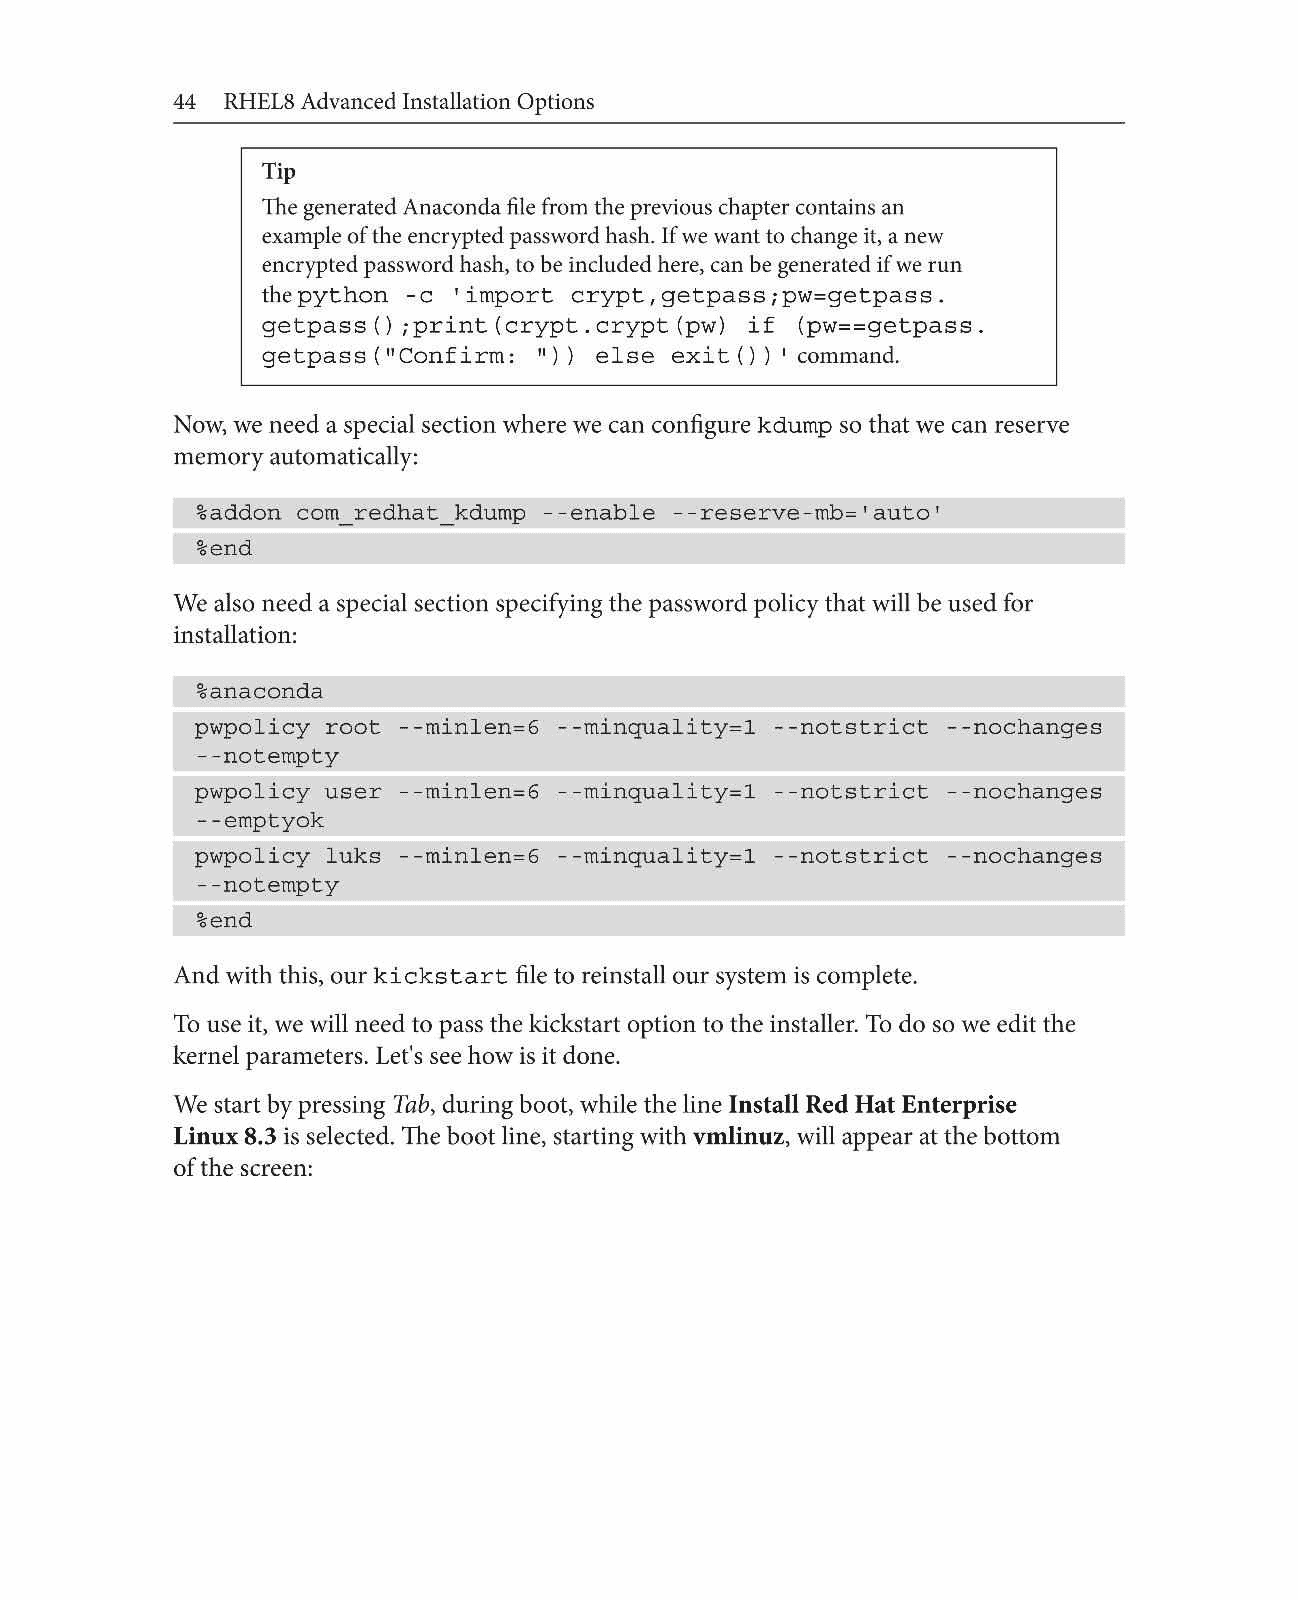 44 RHEL8 Advanced Installation Options
Tip
The generated Anaconda file from the previous chapter contains an
example of the encrypted password hash. If we want to change it, a new
encrypted password hash, to be included here, can be generated if we run
the python -c 'import crypt,getpass;pw=getpass.
getpass();print(crypt.crypt(pw) if (pw==getpass.
getpass("Confirm: ")) else exit())' command.
Now, we need a special section where we can configure kdump so that we can reserve
memory automatically:
%addon com_redhat_kdump --enable --reserve-mb='auto'
%end
We also need a special section specifying the password policy that will be used for
installation:
%anaconda
pwpolicy root --minlen=6 --minquality=1 --notstrict --nochanges
--notempty
pwpolicy user --minlen=6 --minquality=1 --notstrict --nochanges
--emptyok
pwpolicy luks --minlen=6 --minquality=1 --notstrict --nochanges
--notempty
%end
And with this, our kickstart file to reinstall our system is complete.
To use it, we will need to pass the kickstart option to the installer. To do so we edit the
kernel parameters. Let's see how is it done.
We start by pressing Tab, during boot, while the line Install Red Hat Enterprise
Linux 8.3 is selected. The boot line, starting with vmlinuz, will appear at the bottom
of the screen: